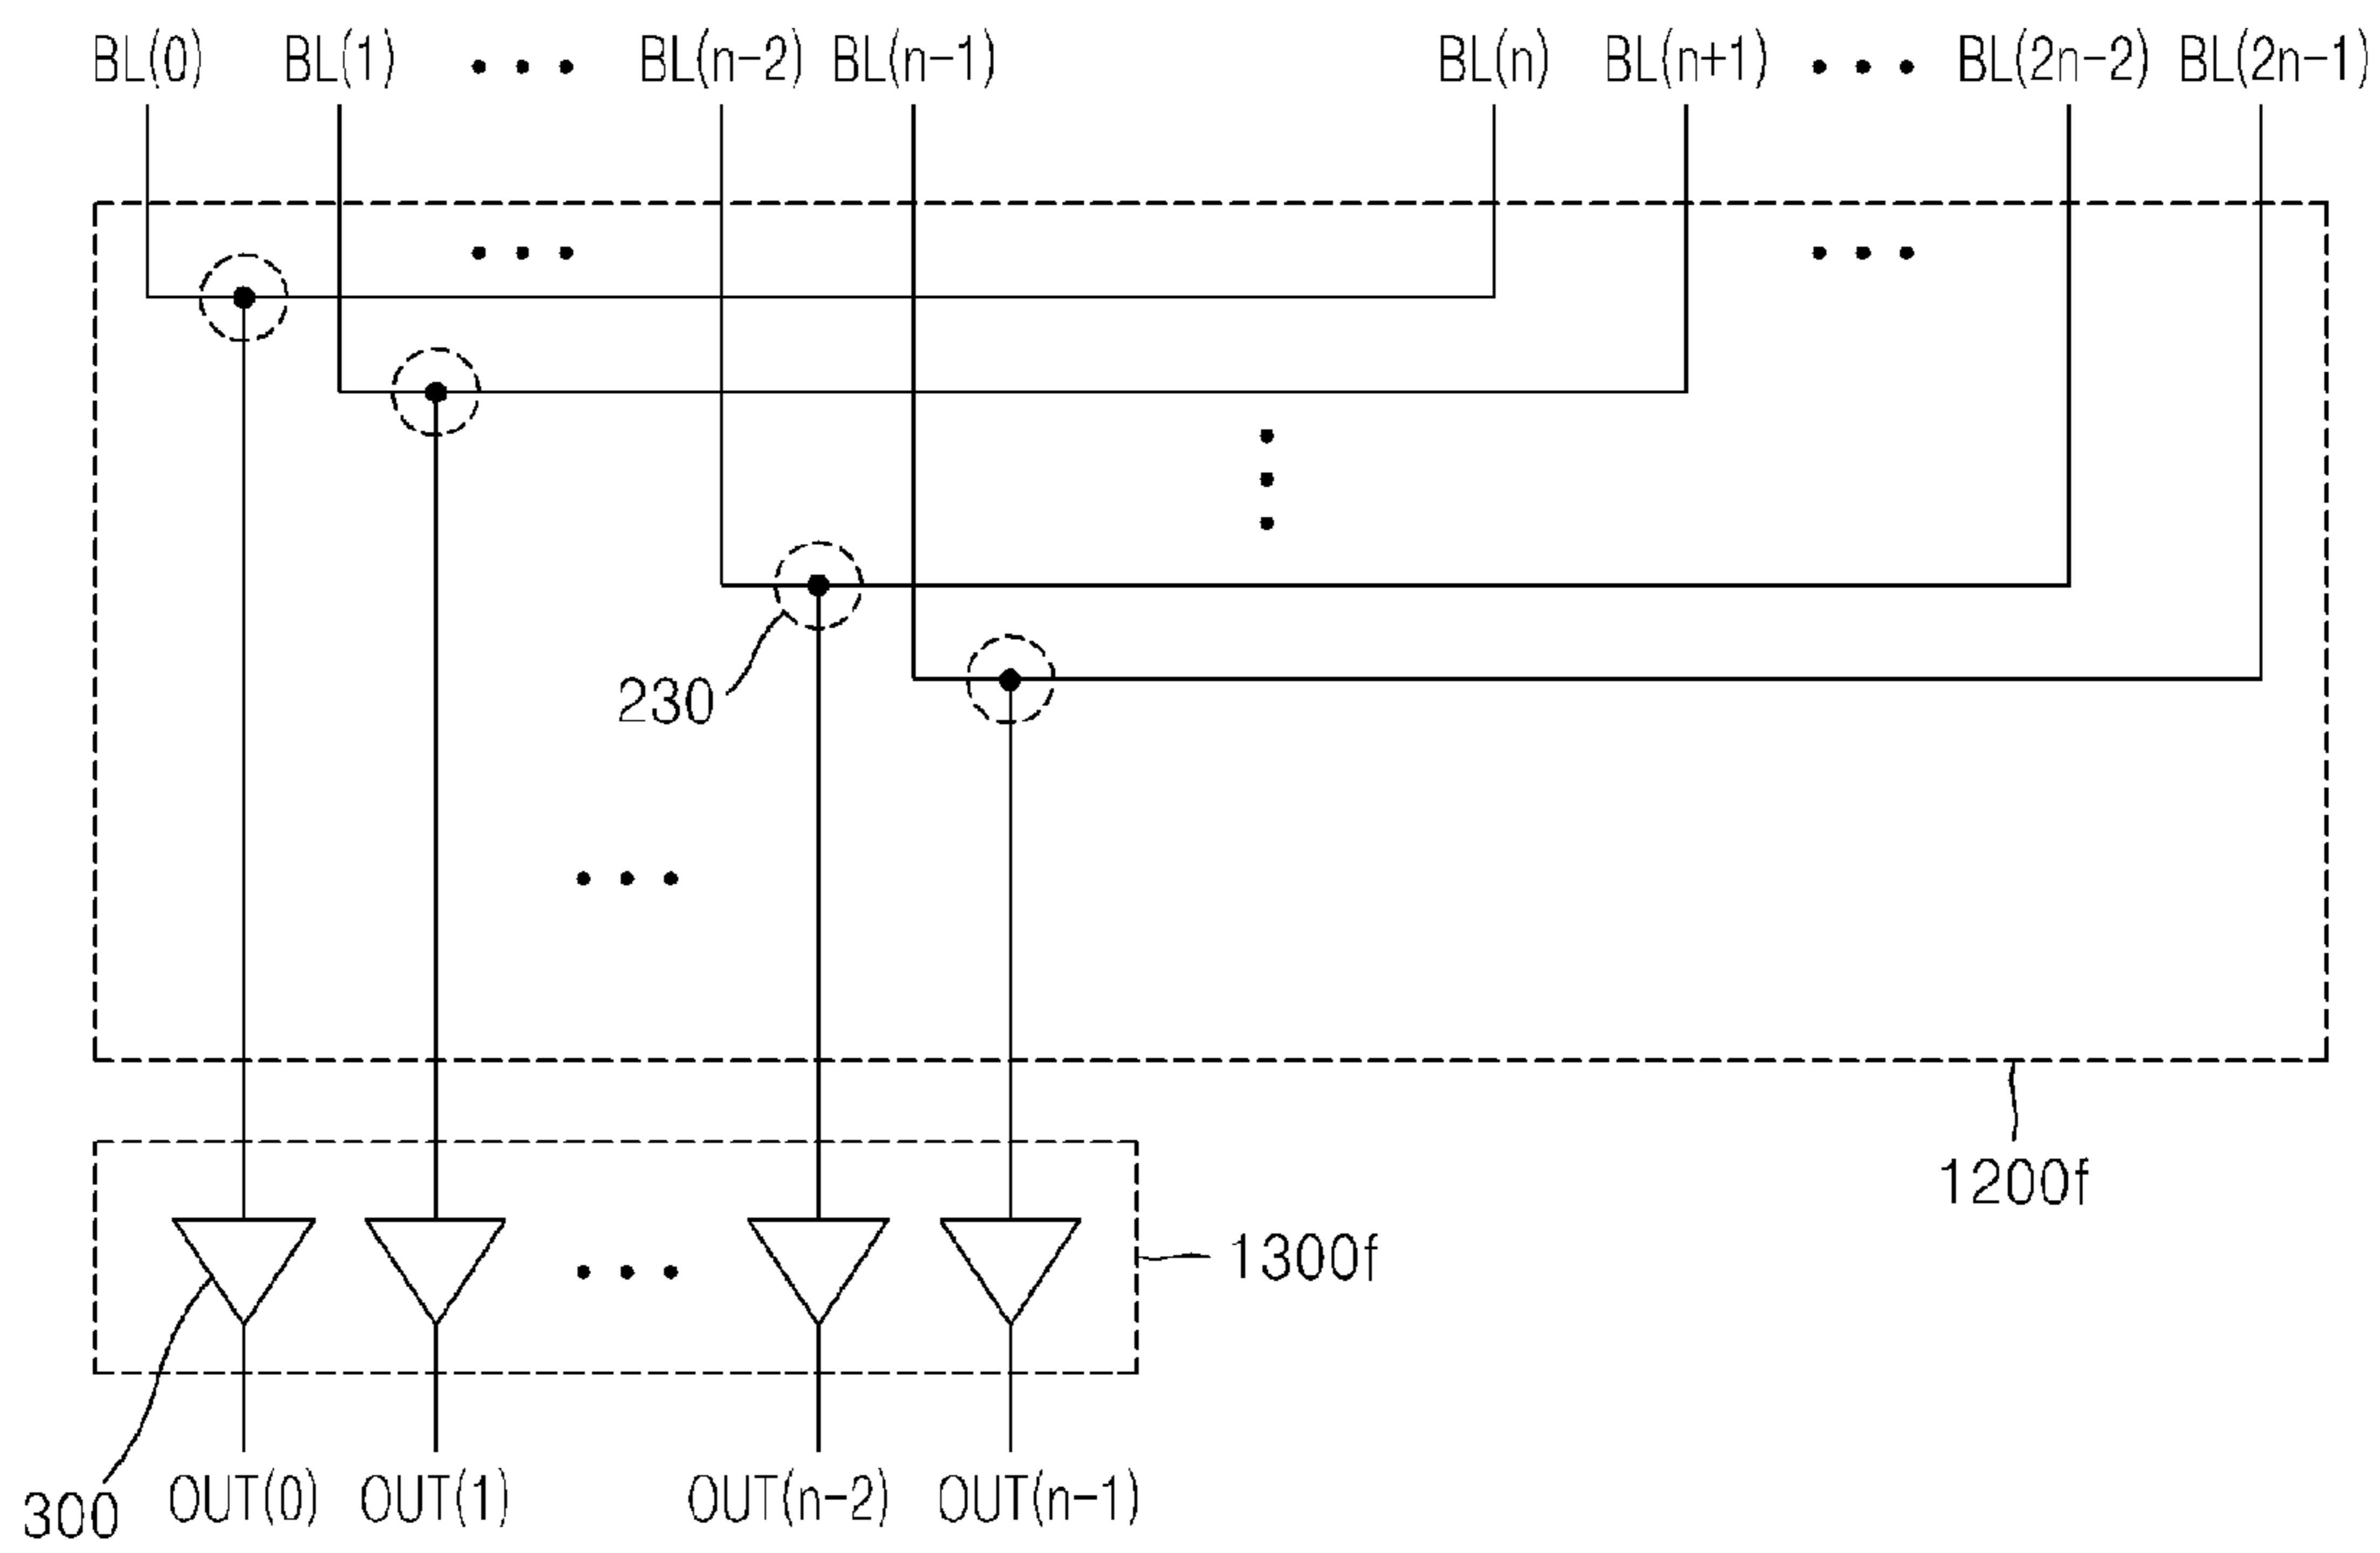 BL(0) BL(1) • • • BL(n-2) BL(n-1) BL(n) BL(n+1) • • • BL(2n-2) BL(2n-1)
230
1200f
1300f
300 OUT(0) OUT(1) OUT(n-2) OUT(n-1)